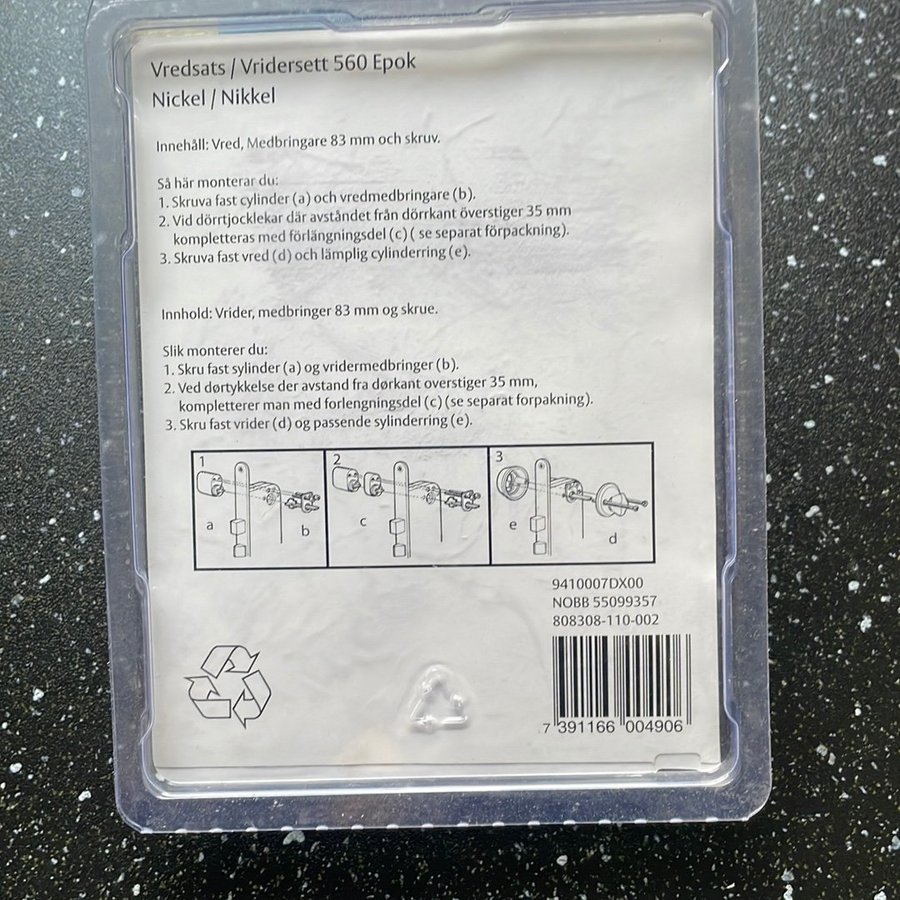 Vredsats / Vridersett 560 Epok
Nickel / Nikkel
Innehåll: Vred, Medbringare 83 mm och skruv.
Så här monterar du:
1. Skruva fast cylinder (a) och vredmedbringare (b).
2. Vid dörrtjocklekar där avståndet från dörrkant överstiger 35 mm
kompletteras med förlängningsdel (c) ( se separat förpackning).
3. Skruva fast vred (d) och lämplig cylinderring (e).
Innhold: Vrider, medbringer 83 mm og skrue.
Slik monterer du:
1. Skru fast sylinder (a) og vridermedbringer (b).
2. Ved dørtykkelse der avstand fra dørkant overstiger 35 mm,
kompletterer man med forlengningsdel (c) (se separat forpakning).
3. Skru fast vrider (d) og passende sylinderring (e).
1
a
b
2
c
3
e
d
9410007DX00
NOBB 55099357
808308-110-002
7 391166 004906